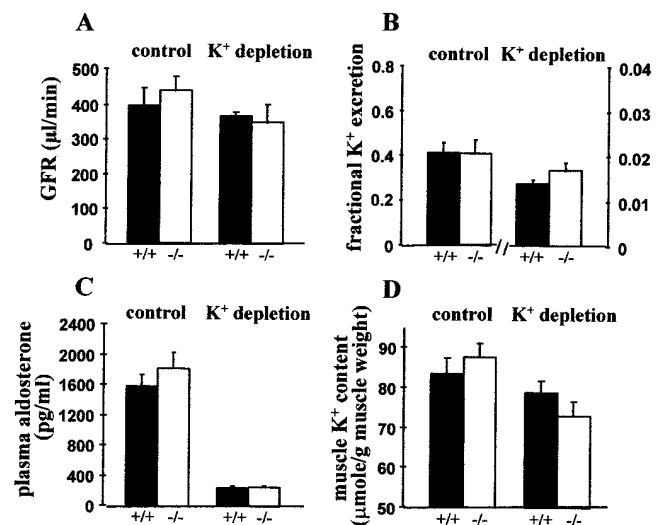 A
control K+ depletion
GFR (µl/min)
500
400
300
200
100
0
+/+ -/- +/+ -/-
B
control K+ depletion
fractional K+ excretion
0.8
0.6
0.4
0.2
0
0.04
0.03
0.02
0.01
0
+/+ -/- // +/+ -/-
C
control K+ depletion
plasma aldosterone
(pg/ml)
2400
2000
1600
1200
800
400
0
+/+ -/- +/+ -/-
D
control K+ depletion
muscle K+ content
(µmole/g muscle weight)
90
80
70
60
50
+/+ -/- +/+ -/-